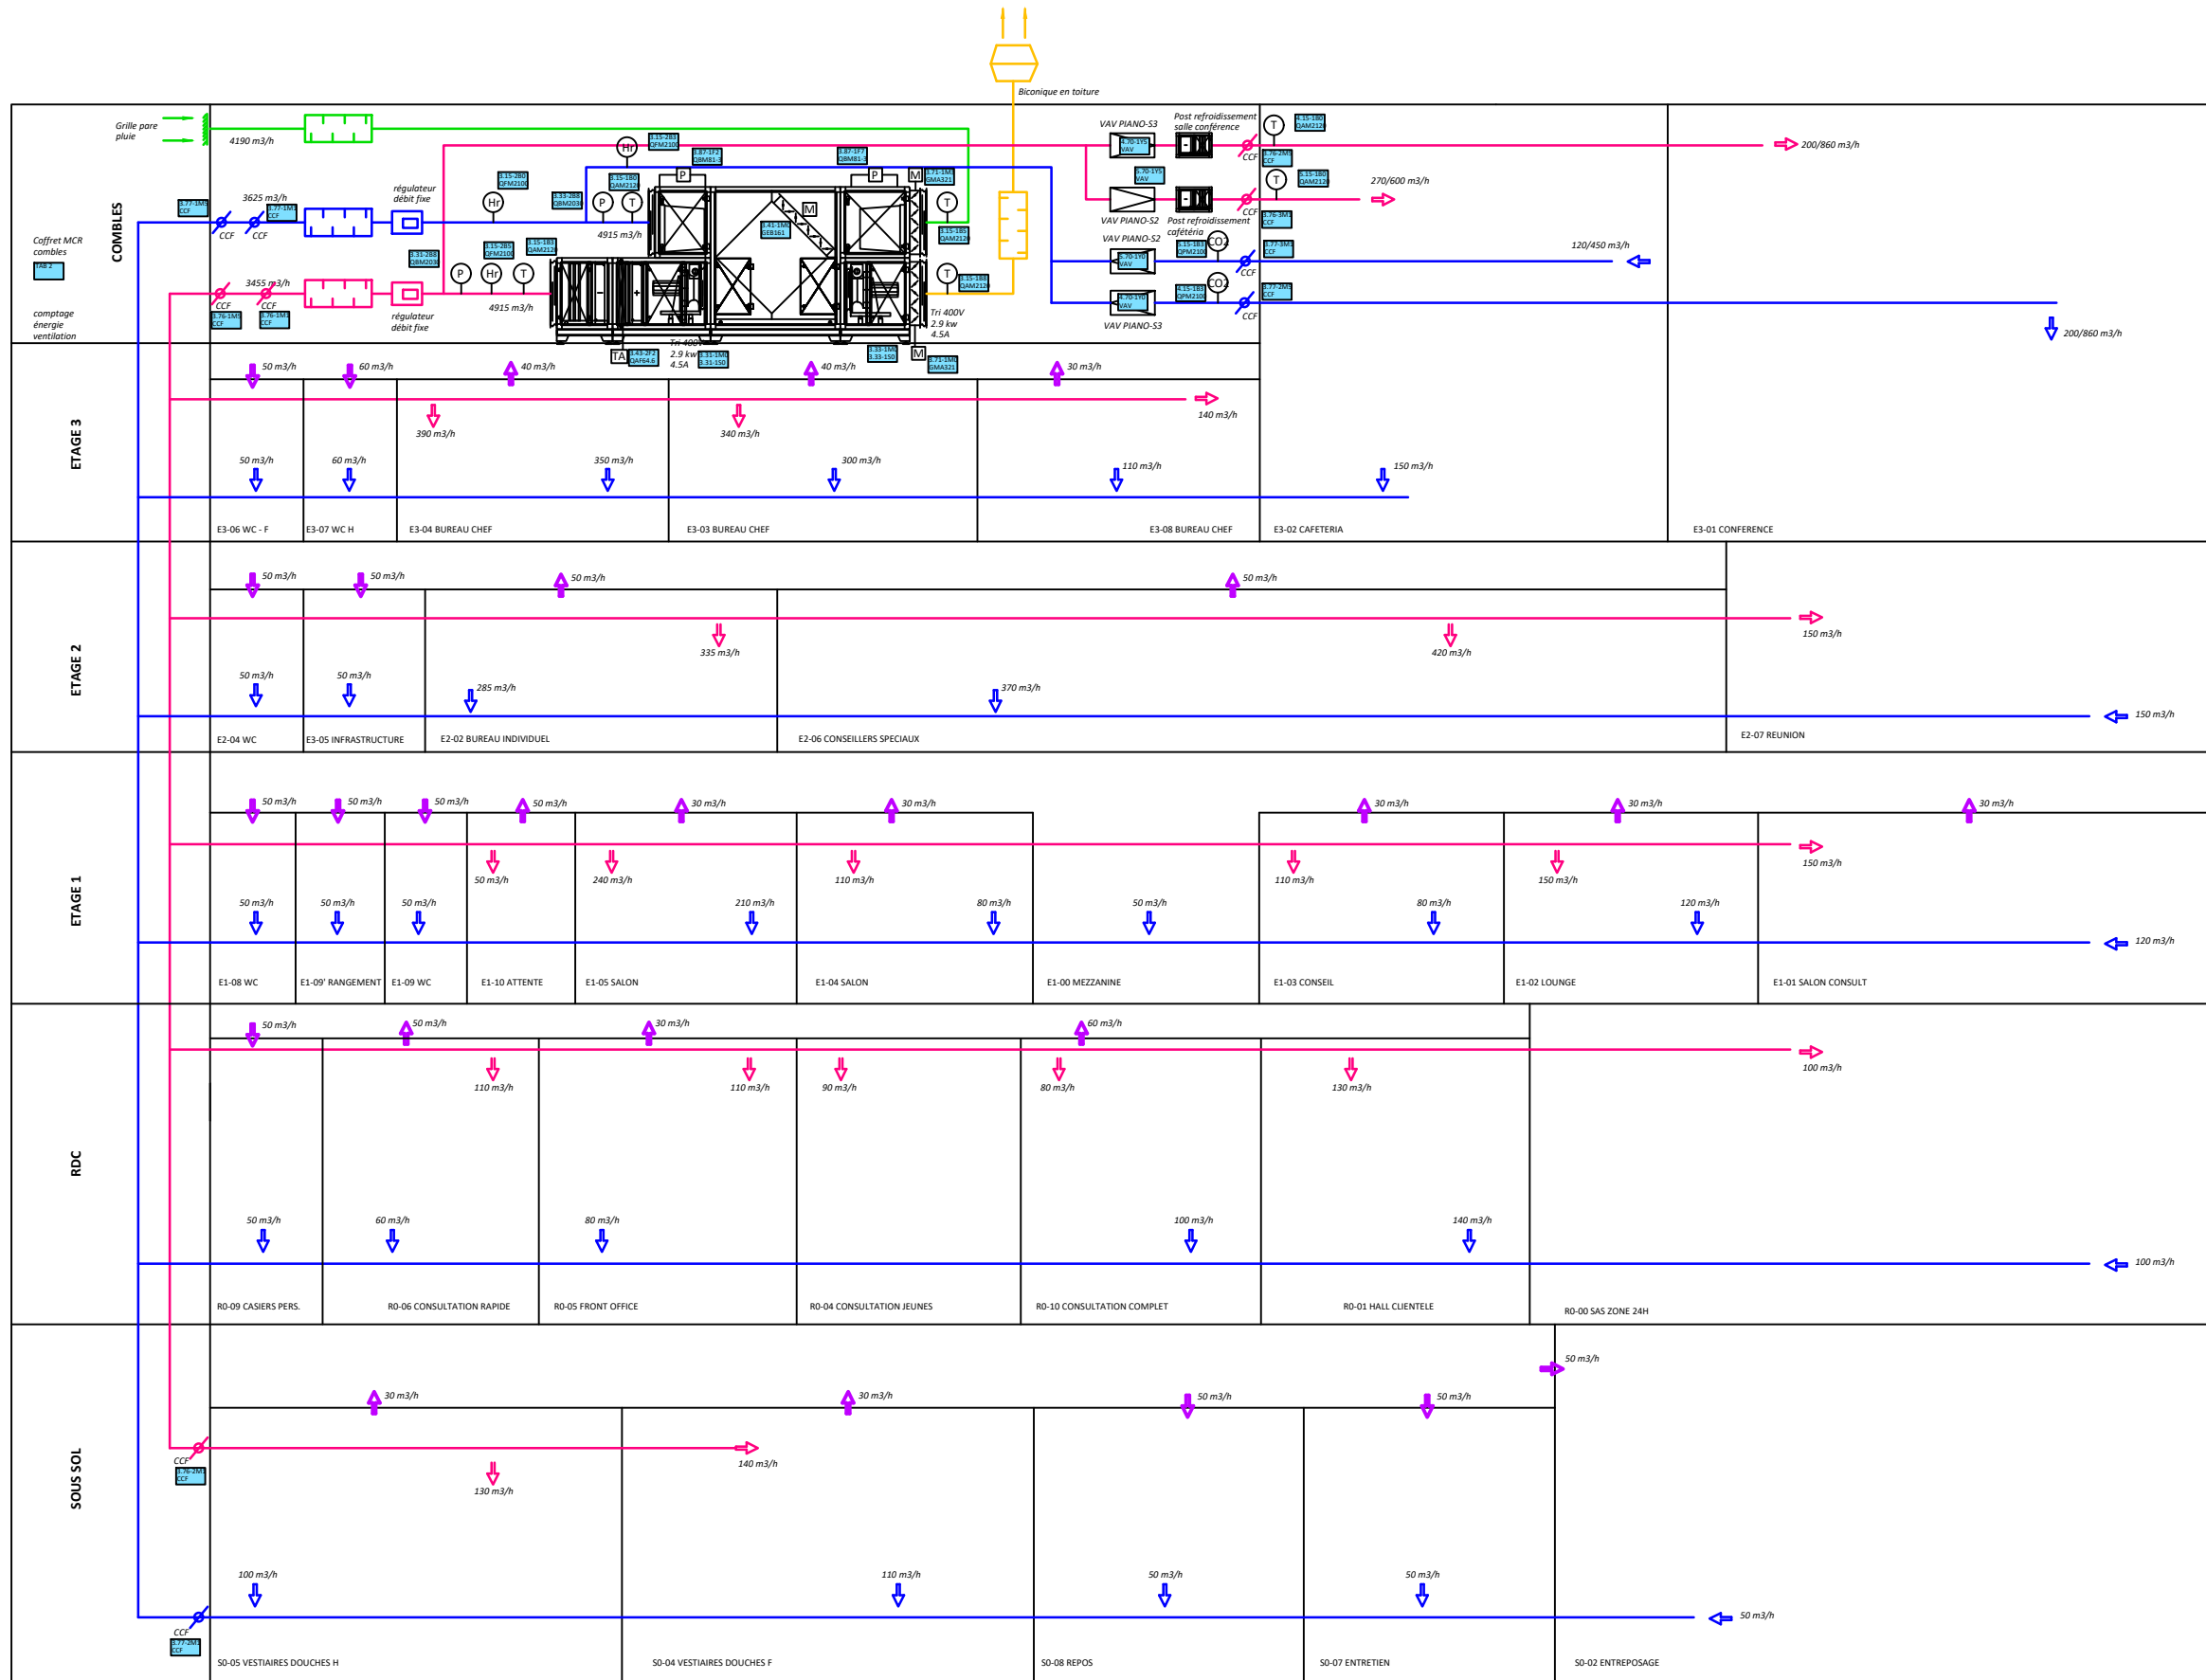 Biconique en toiture
Grille pare
pluie
4190 m3/h
COMBLES
Coffret MCR
combles
TAB 2
comptage
énergie
ventilation
3625 m3/h
CCF
CCF
régulateur
débit fixe
Hr
Hr
P
T
4915 m3/h
P
P
M
M
T
T
3455 m3/h
CCF
CCF
régulateur
débit fixe
P
Hr
T
4915 m3/h
TA
Tri 400V
2.9 kw
4.5A
Tri 400V
2.9 kw
4.5A
M
VAV PIANO-S3
Post refroidissement
salle conférence
CCF
T
200/860 m3/h
VAV PIANO-S2
Post refroidissement
cafétéria
CCF
T
270/600 m3/h
VAV PIANO-S2
CO2
CCF
120/450 m3/h
VAV PIANO-S3
CO2
CCF
200/860 m3/h
ETAGE 3
50 m3/h
60 m3/h
40 m3/h
40 m3/h
30 m3/h
390 m3/h
340 m3/h
140 m3/h
50 m3/h
60 m3/h
350 m3/h
300 m3/h
110 m3/h
150 m3/h
E3-06 WC - F
E3-07 WC H
E3-04 BUREAU CHEF
E3-03 BUREAU CHEF
E3-08 BUREAU CHEF
E3-02 CAFETERIA
E3-01 CONFERENCE
ETAGE 2
50 m3/h
50 m3/h
50 m3/h
50 m3/h
335 m3/h
420 m3/h
150 m3/h
50 m3/h
50 m3/h
285 m3/h
370 m3/h
150 m3/h
E2-04 WC
E3-05 INFRASTRUCTURE
E2-02 BUREAU INDIVIDUEL
E2-06 CONSEILLERS SPECIAUX
E2-07 REUNION
ETAGE 1
50 m3/h
50 m3/h
50 m3/h
50 m3/h
30 m3/h
30 m3/h
30 m3/h
30 m3/h
30 m3/h
50 m3/h
240 m3/h
110 m3/h
110 m3/h
150 m3/h
150 m3/h
50 m3/h
50 m3/h
50 m3/h
210 m3/h
80 m3/h
50 m3/h
80 m3/h
120 m3/h
120 m3/h
E1-08 WC
E1-09' RANGEMENT
E1-09 WC
E1-10 ATTENTE
E1-05 SALON
E1-04 SALON
E1-00 MEZZANINE
E1-03 CONSEIL
E1-02 LOUNGE
E1-01 SALON CONSULT
RDC
50 m3/h
50 m3/h
30 m3/h
60 m3/h
110 m3/h
110 m3/h
90 m3/h
80 m3/h
130 m3/h
100 m3/h
50 m3/h
60 m3/h
80 m3/h
100 m3/h
140 m3/h
100 m3/h
R0-09 CASIERS PERS.
R0-06 CONSULTATION RAPIDE
R0-05 FRONT OFFICE
R0-04 CONSULTATION JEUNES
R0-10 CONSULTATION COMPLET
R0-01 HALL CLIENTELE
R0-00 SAS ZONE 24H
SOUS SOL
50 m3/h
30 m3/h
30 m3/h
50 m3/h
50 m3/h
CCF
130 m3/h
140 m3/h
100 m3/h
110 m3/h
50 m3/h
50 m3/h
50 m3/h
CCF
S0-05 VESTIAIRES DOUCHES H
S0-04 VESTIAIRES DOUCHES F
S0-08 REPOS
S0-07 ENTRETIEN
S0-02 ENTREPOSAGE